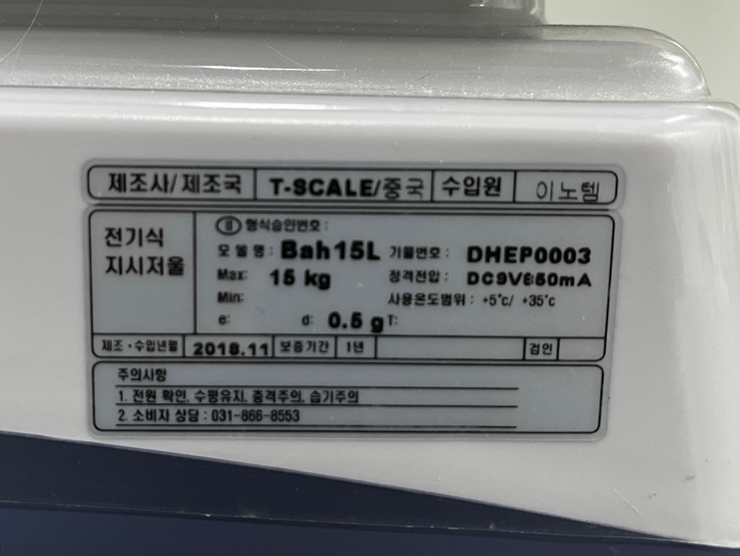 제조사/제조국 T-SCALE/중국 수입원 이노템
전기식 지시저울
Ⅱ 형식승인번호 :
모 델 명 : Bah15L 기물번호 : DHEP0003
Max: 15 kg 정격전압 : DC9V850mA
Min: 사용온도범위 : +5℃/ +35℃
e: d: 0.5 g T:
제조·수입년월 2018.11 보증기간 1년 검인
주의사항
1. 전원 확인, 수평유지, 충격주의, 습기주의
2. 소비지 상담 : 031-866-8553